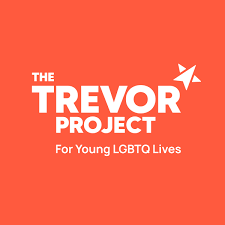 THE
TREVOR
PROJECT
For Young LGBTQ Lives